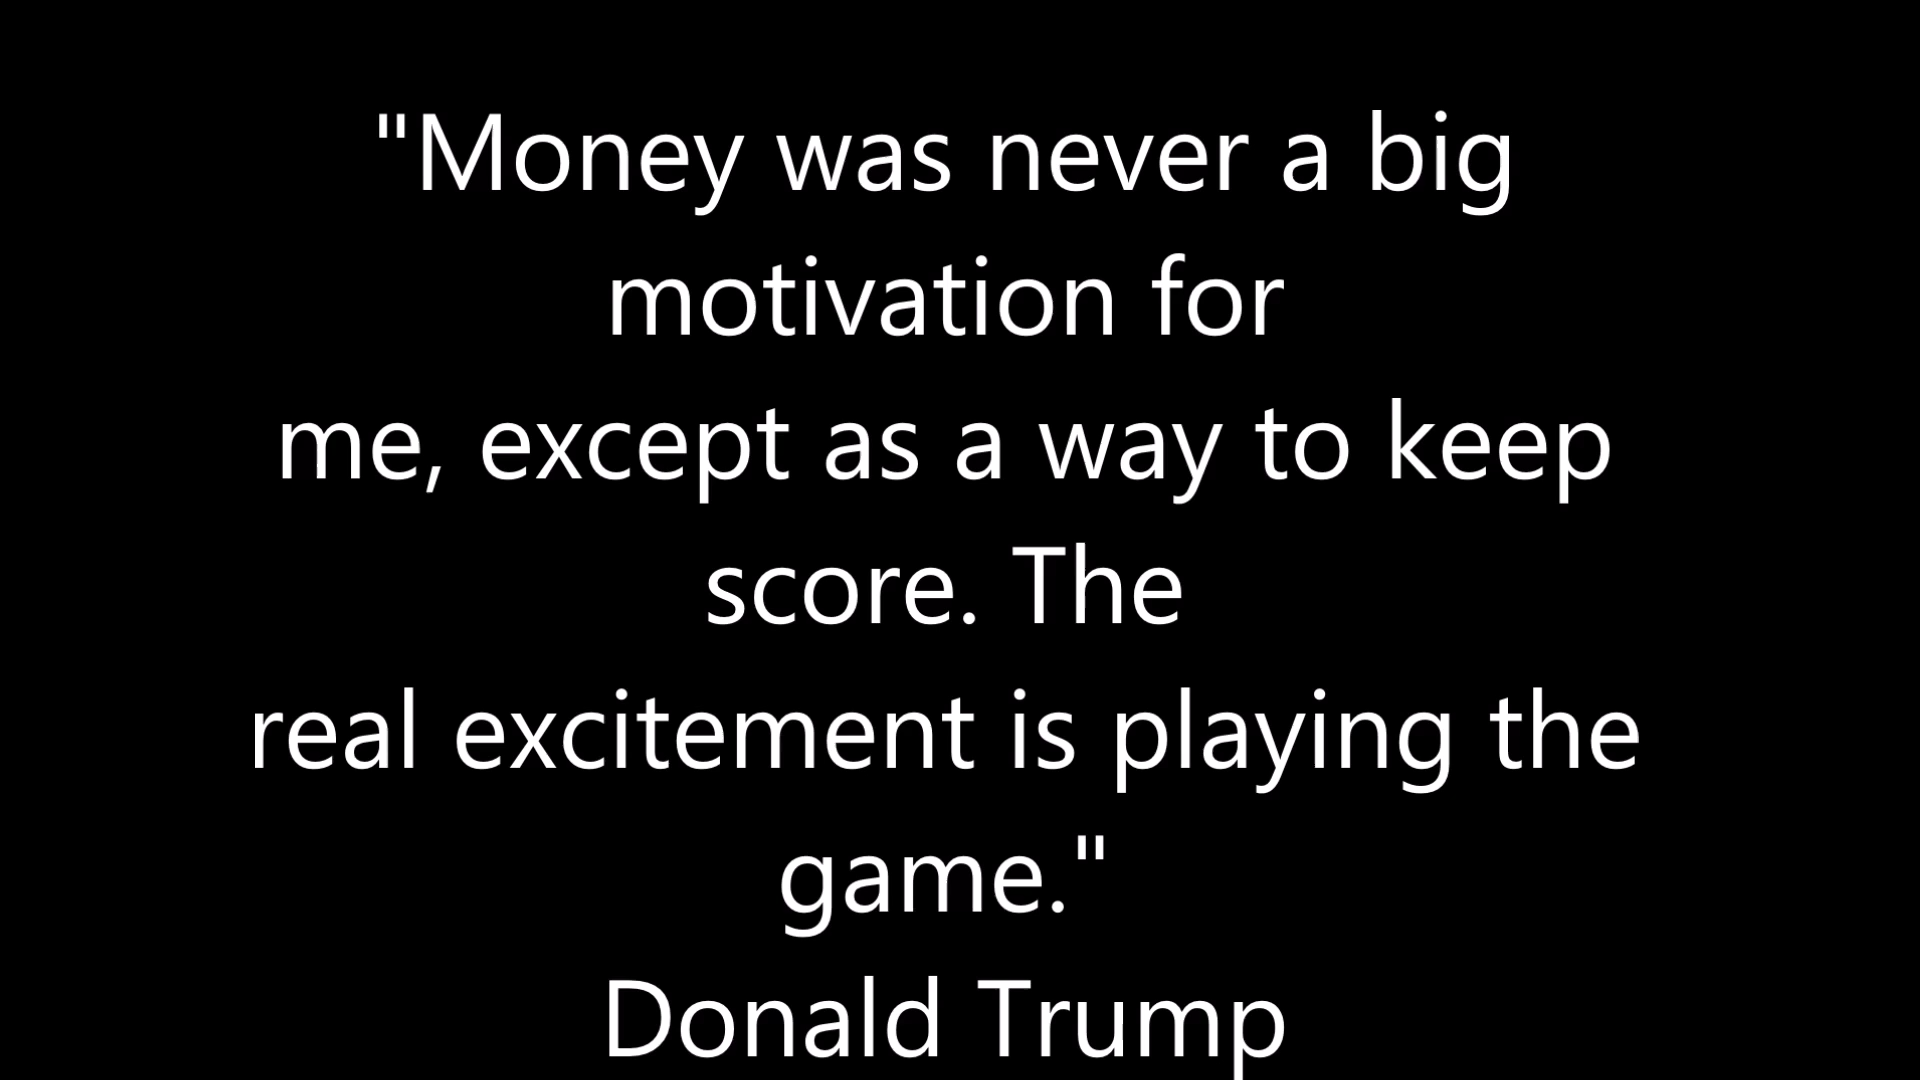 "Money was never a big
motivation for
me, except as a way to keep
score. The
real excitement is playing the
game."
Donald Trump